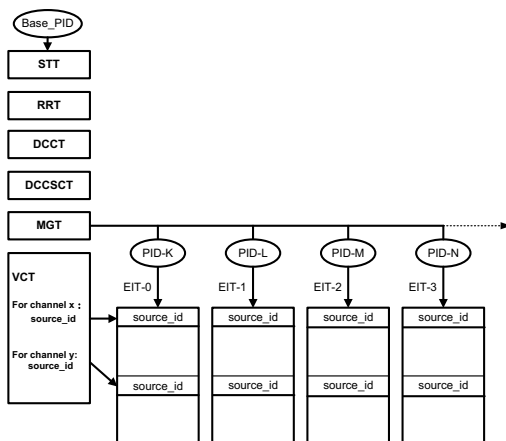 Base_PID
STT
RRT
DCCT
DCCSCT
MGT
PID-K
PID-L
PID-M
PID-N
VCT
EIT-0
EIT-1
EIT-2
EIT-3
For channel x :
source_id
source_id
source_id
source_id
source_id
For channel y:
source_id
source_id
source_id
source_id
source_id